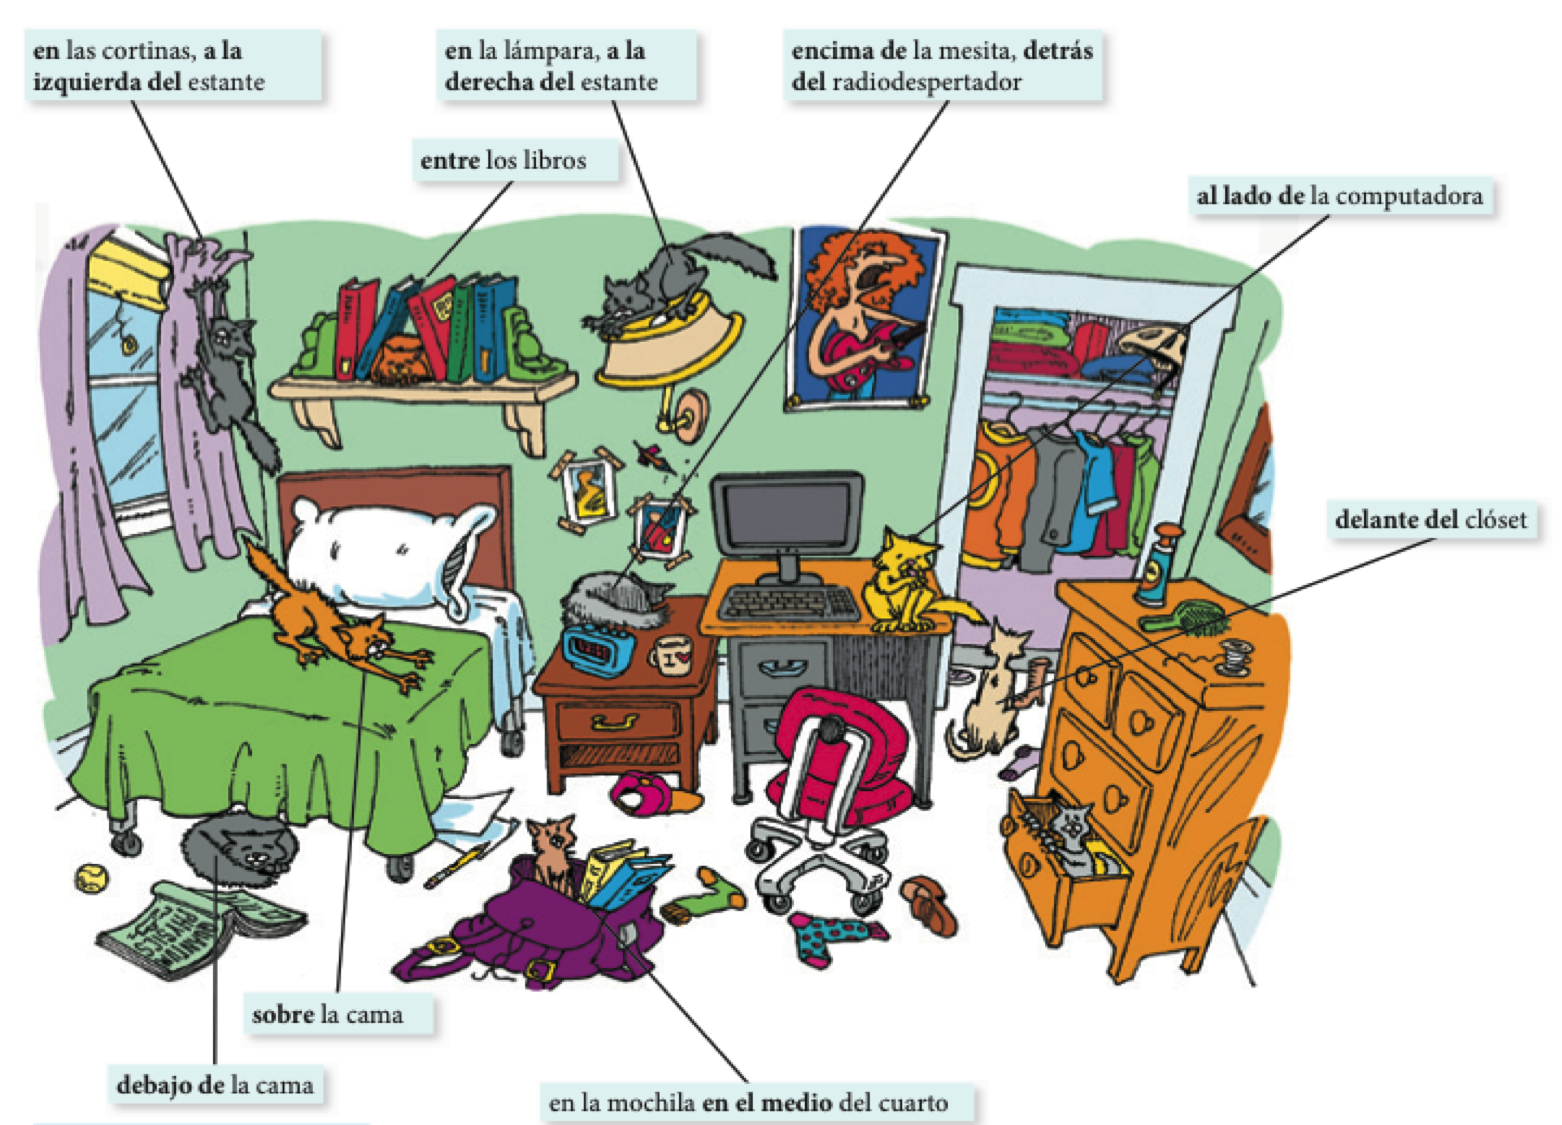 en las cortinas, a la
izquierda del estante
en la lámpara, a la
derecha del estante
encima de la mesita, detrás
del radiodespertador
entre los libros
al lado de la computadora
delante del clóset
I
sobre la cama
debajo de la cama
en la mochila en el medio del cuarto